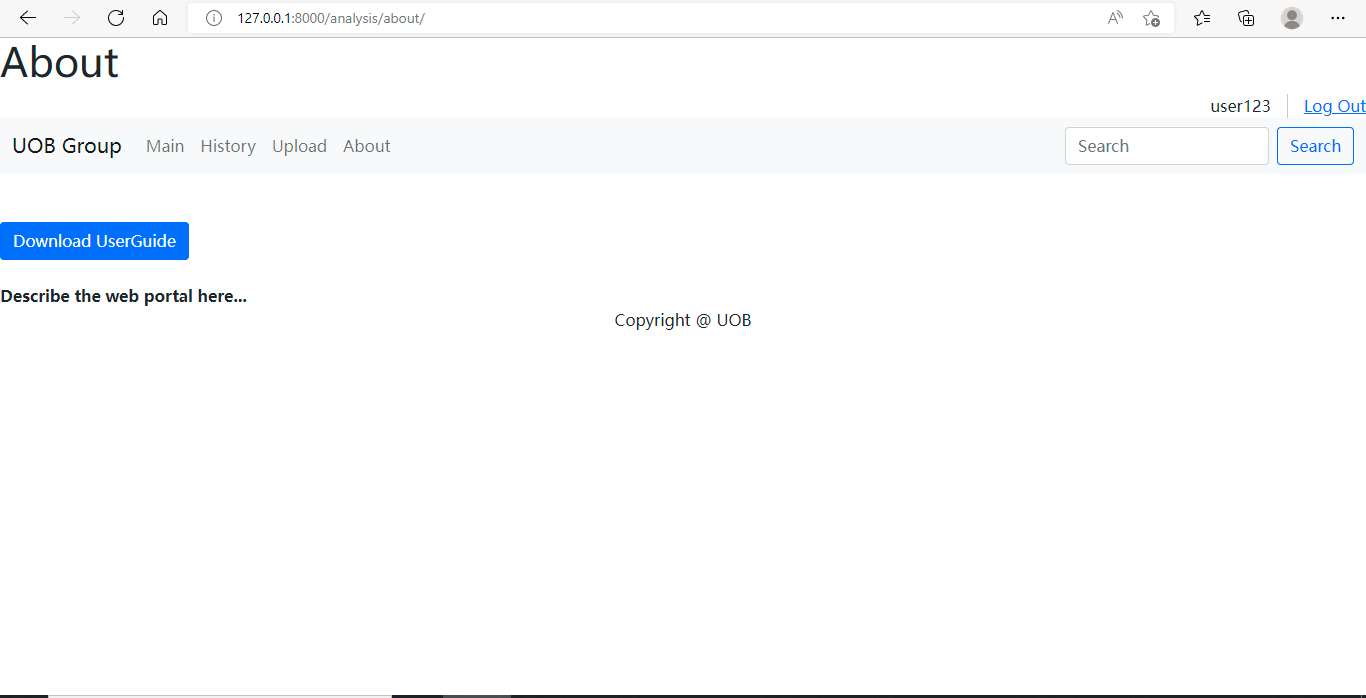 127.0.0.1:8000/analysis/about/
About
user123 Log Out
UOB Group Main History Upload About Search Search
Download UserGuide
Describe the web portal here...
Copyright @ UOB